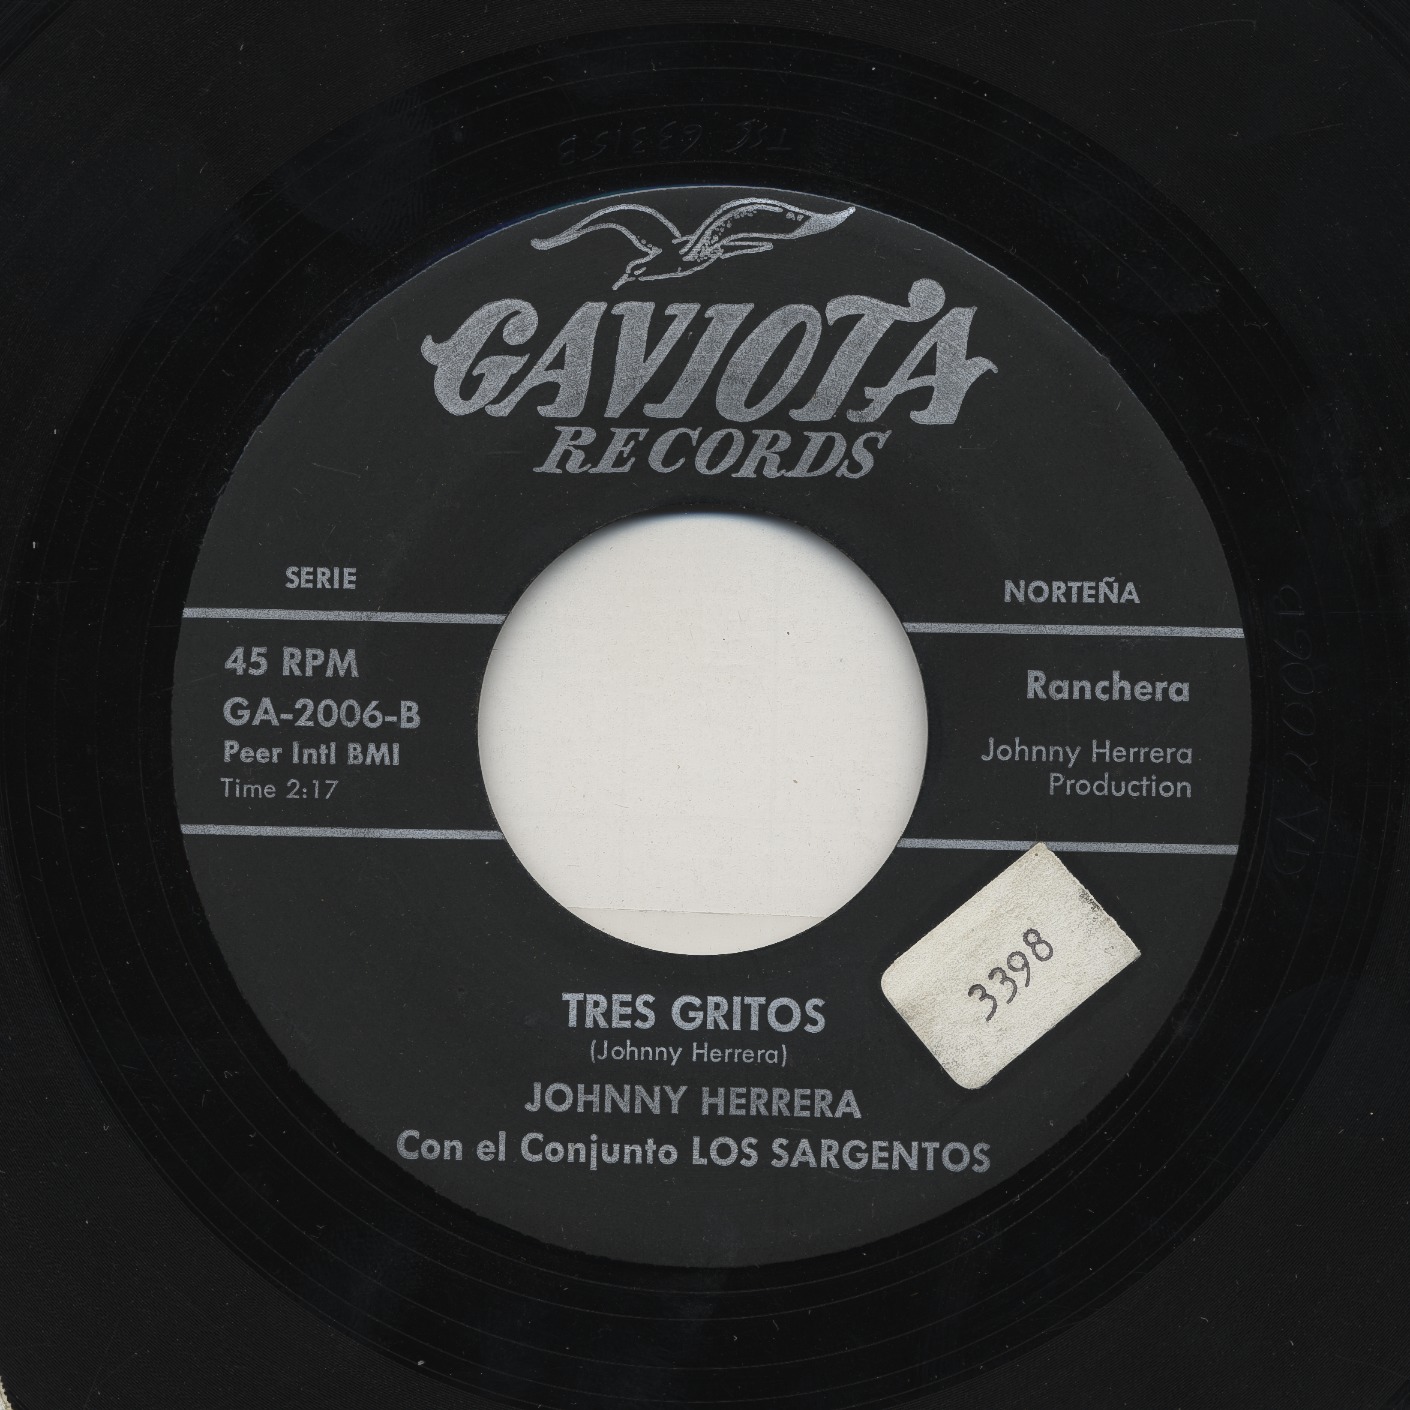 GAVIOTA
RECORDS
SERIE
NORTEÑA
45 RPM
GA-2006-B
Peer Intl BMI
Time 2:17
Ranchera
Johnny Herrera
Production
3398
TRES GRITOS
(Johnny Herrera)
JOHNNY HERRERA
Con el Conjunto LOS SARGENTOS